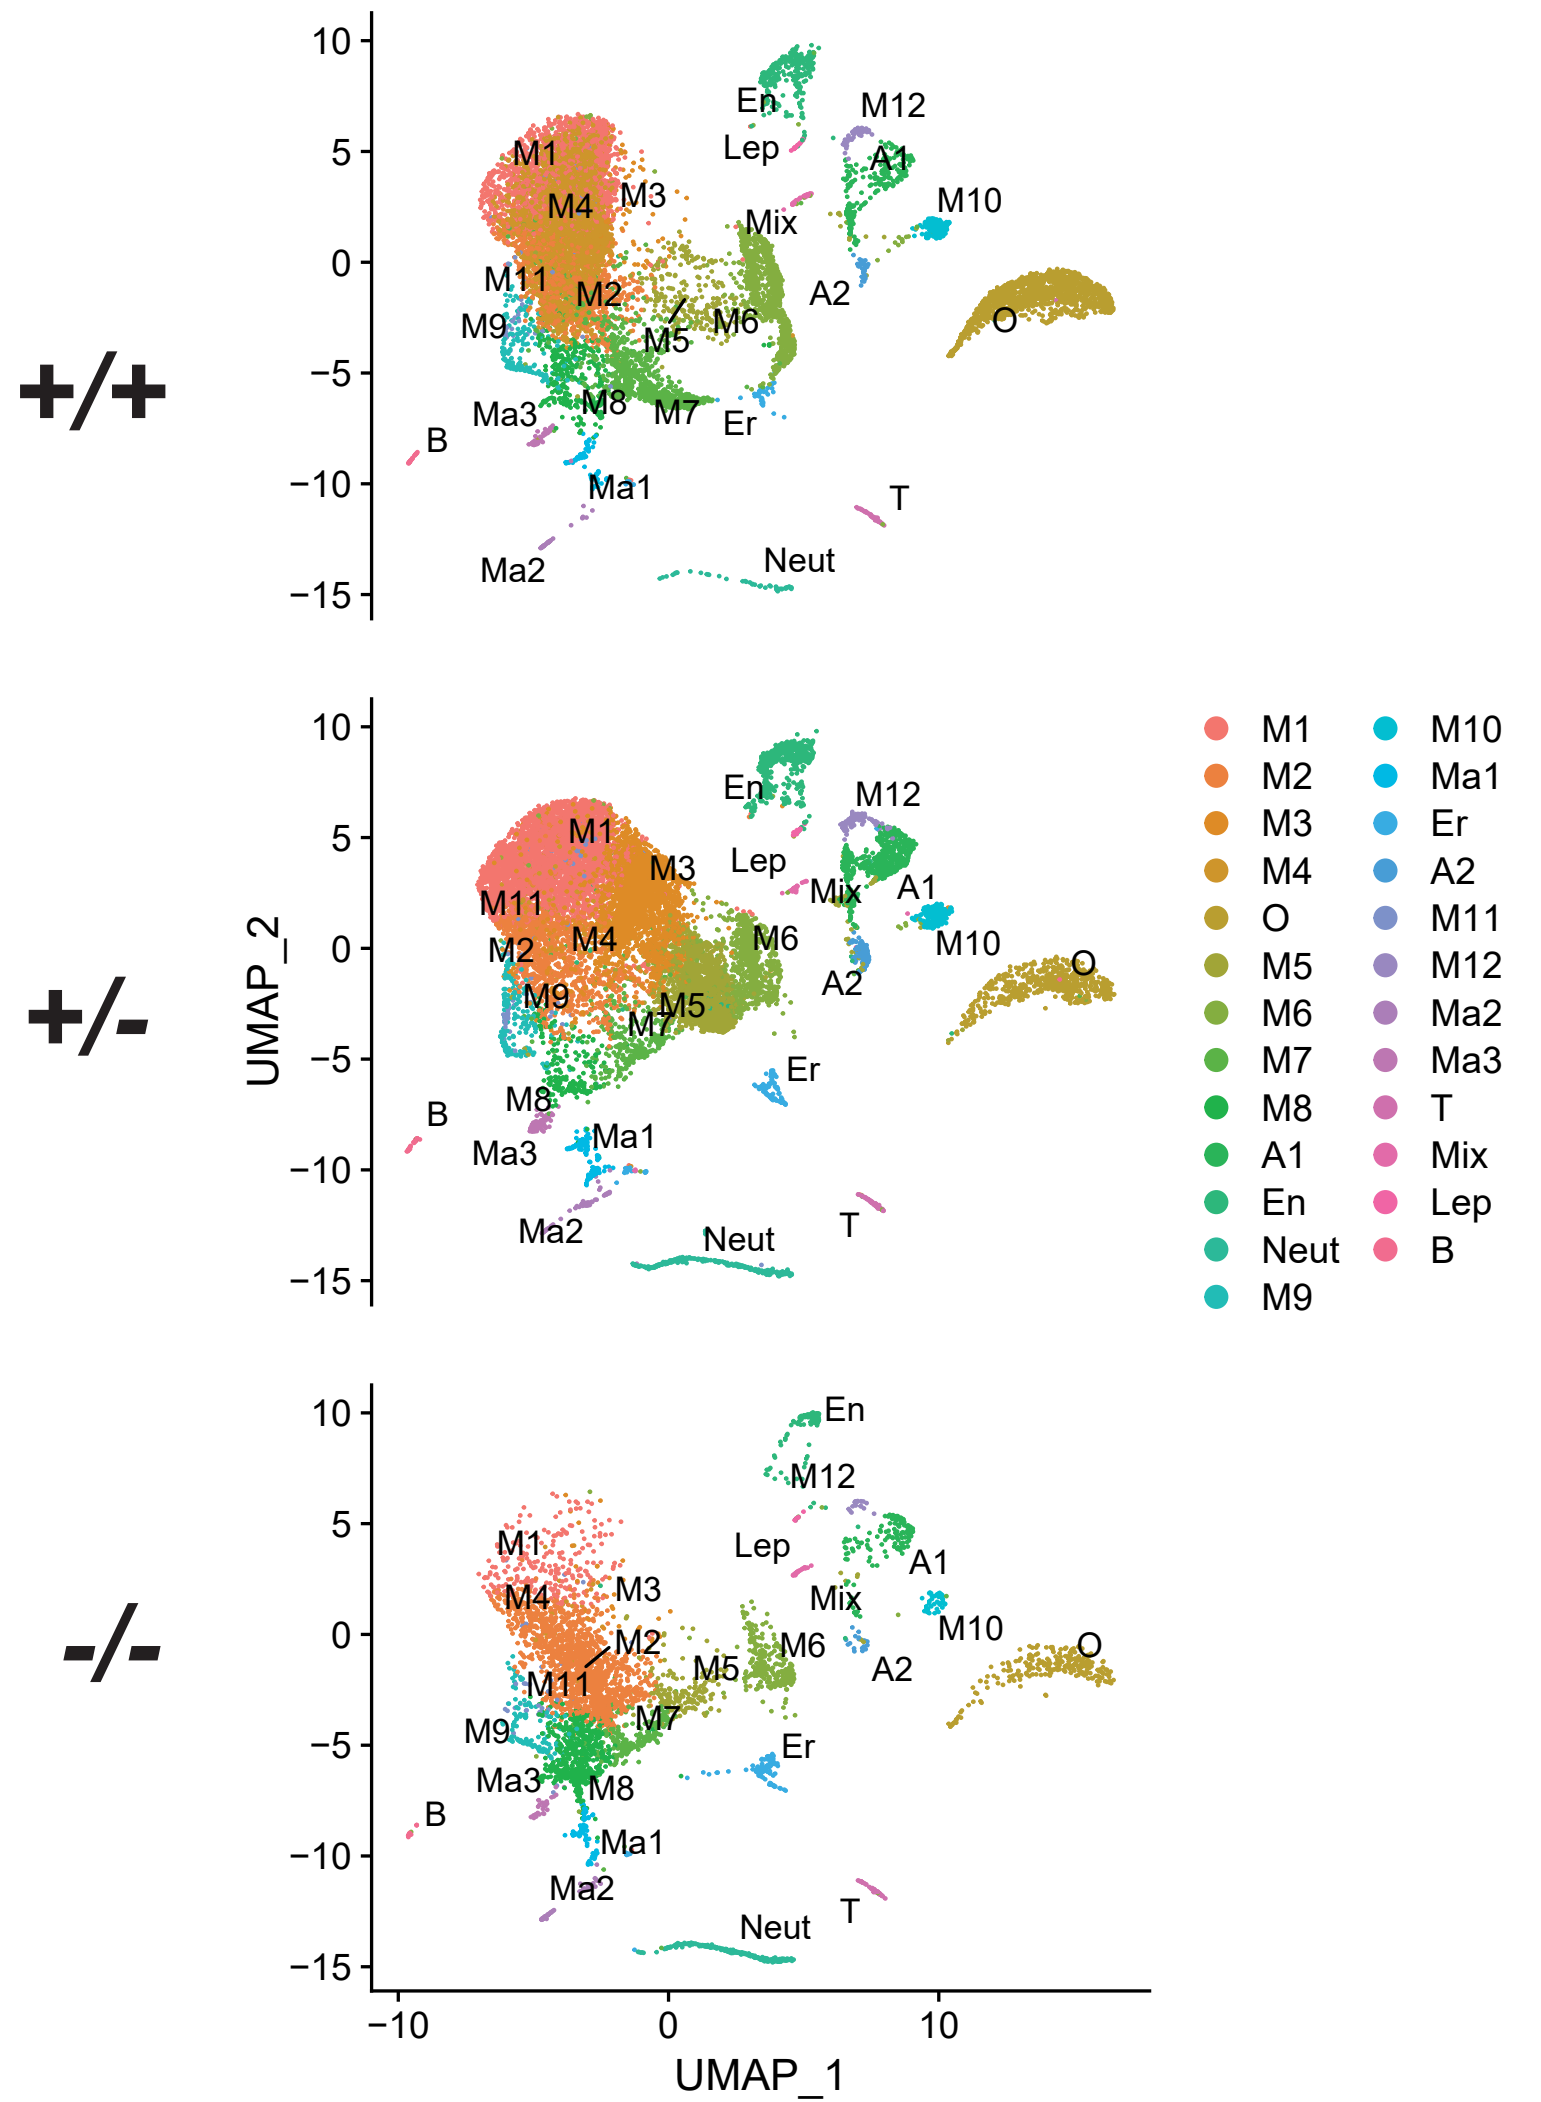 +/+
10
5
0
−5
−10
−15
En
M12
Lep
A1
M1
M3
M4
M10
Mix
M11
M2
A2
M9
M5
M6
O
Ma3
M8
M7
Er
B
Ma1
T
Ma2
Neut
+/-
UMAP_2
10
5
0
−5
−10
−15
En
M12
M1
Lep
M3
Mix
A1
M11
M4
M6
M10
M2
A2
O
M9
M5
M7
Er
M8
B
Ma3
Ma1
Ma2
Neut
T
M1 M10
M2 Ma1
M3 Er
M4 A2
O M11
M5 M12
M6 Ma2
M7 Ma3
M8 T
A1 Mix
En Lep
Neut B
M9
-/-
10
5
0
−5
−10
−15
En
M12
M1
Lep
A1
M4
M3
Mix
M10
M2
M6
O
M11
M5
A2
M9
M7
Er
Ma3
M8
B
Ma1
Ma2
T
Neut
−10 0 10
UMAP_1